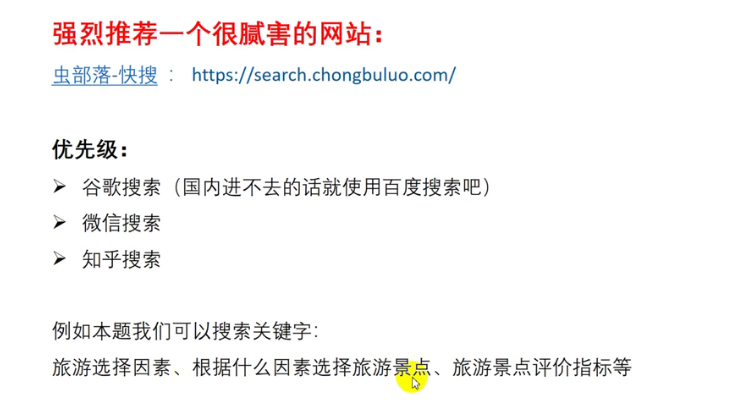 强烈推荐一个很腻害的网站：
虫部落-快搜 ： https://search.chongbuluo.com/
优先级：
➢ 谷歌搜索（国内进不去的话就使用百度搜索吧）
➢ 微信搜索
➢ 知乎搜索
例如本题我们可以搜索关键字：
旅游选择因素、根据什么因素选择旅游景点、旅游景点评价指标等